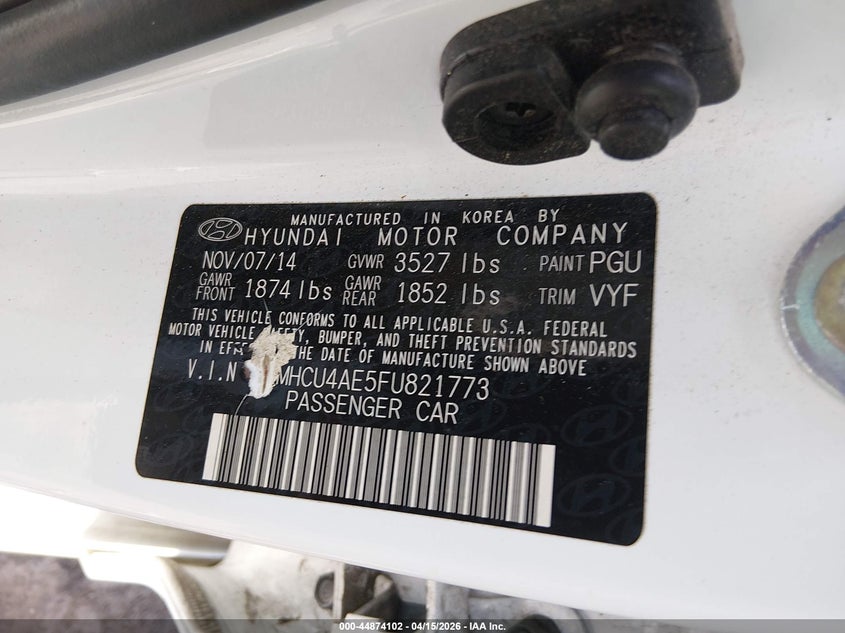 MANUFACTURED IN KOREA BY
HYUNDAI MOTOR COMPANY
NOV/07/14 GVWR 3527 lbs PAINT PGU
GAWR FRONT 1874 lbs GAWR REAR 1852 lbs TRIM VYF
THIS VEHICLE CONFORMS TO ALL APPLICABLE U.S.A. FEDERAL
MOTOR VEHICLE BUMPER, AND THEFT PREVENTION STANDARDS
IN THE DATE OF MANUFACTURE SHOWN ABOVE
V.I.N MHCU4AE5FU821773
PASSENGER CAR
000-44874102 - 04/15/2026 - IAA, Inc.